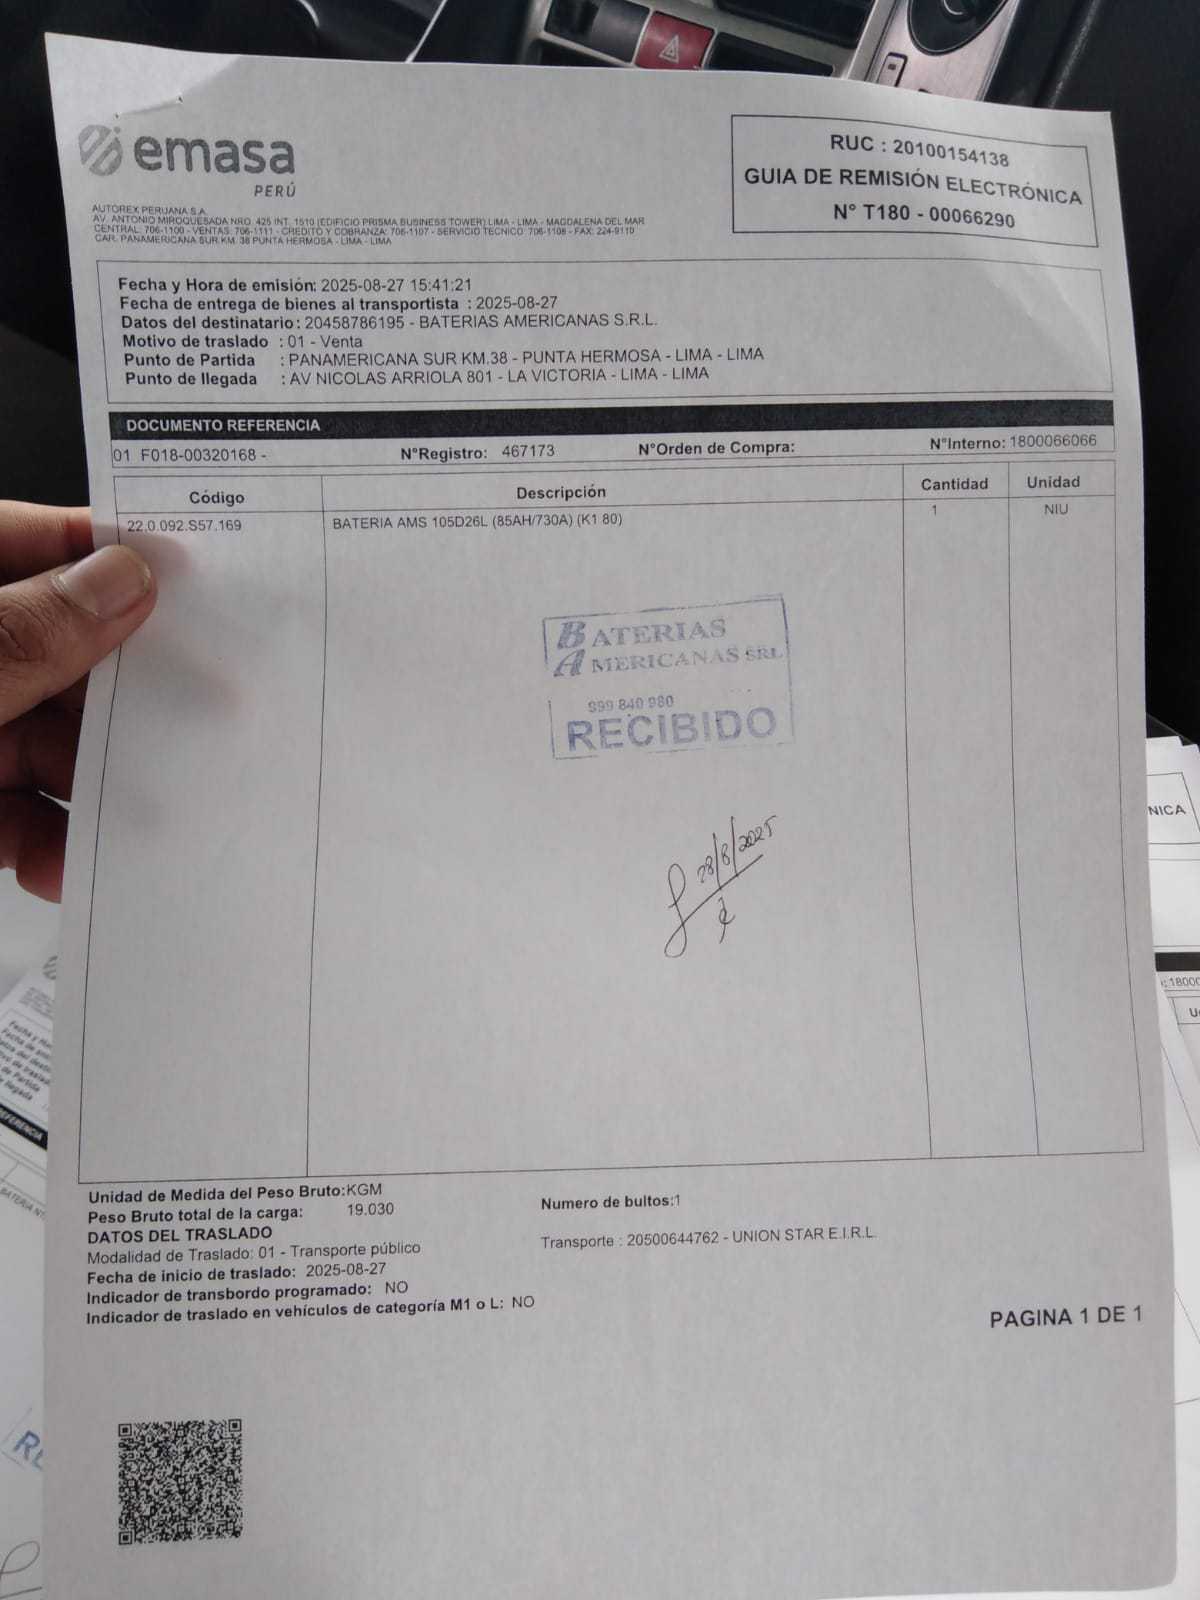 emasa
PERÚ
AUTOREX PERUANA S.A.
AV. ANTONIO MIROQUESADA NRO. 425 INT. 1510 (EDIFICIO PRISMA BUSINESS TOWER) LIMA - LIMA - MAGDALENA DEL MAR
CENTRAL: 706-1100 - VENTAS: 706-1111 - CREDITO Y COBRANZA: 706-1107 - SERVICIO TECNICO: 706-1108 - FAX: 224-9110
CAR. PANAMERICANA SUR KM. 38 PUNTA HERMOSA - LIMA - LIMA
RUC : 20100154138
GUIA DE REMISIÓN ELECTRÓNICA
N° T180 - 00066290
Fecha y Hora de emisión: 2025-08-27 15:41:21
Fecha de entrega de bienes al transportista : 2025-08-27
Datos del destinatario : 20458786195 - BATERIAS AMERICANAS S.R.L.
Motivo de traslado : 01 - Venta
Punto de Partida : PANAMERICANA SUR KM.38 - PUNTA HERMOSA - LIMA - LIMA
Punto de llegada : AV NICOLAS ARRIOLA 801 - LA VICTORIA - LIMA - LIMA
DOCUMENTO REFERENCIA
01 F018-00320168 - N°Registro: 467173 N°Orden de Compra: N°Interno: 1800066066
Código Descripción Cantidad Unidad
22.0.092.S57.169 BATERIA AMS 105D26L (85AH/730A) (K1 80) 1 NIU
BATERIAS
AMERICANAS SRL
999 840 980
RECIBIDO
28/8/2025
Unidad de Medida del Peso Bruto: KGM
Peso Bruto total de la carga: 19.030 Numero de bultos:1
DATOS DEL TRASLADO
Modalidad de Traslado: 01 - Transporte público Transporte : 20500644762 - UNION STAR E.I.R.L.
Fecha de inicio de traslado: 2025-08-27
Indicador de transbordo programado: NO
Indicador de traslado en vehículos de categoría M1 o L: NO
PAGINA 1 DE 1
NICA